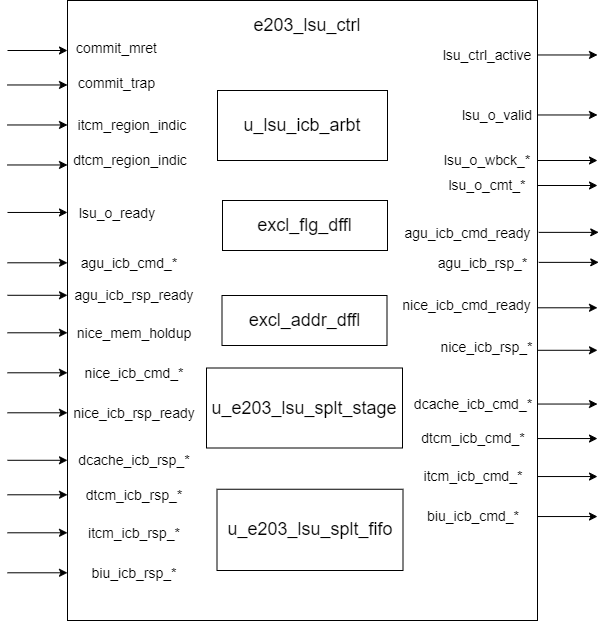 e203_lsu_ctrl
commit_mret
commit_trap
itcm_region_indic
dtcm_region_indic
lsu_o_ready
agu_icb_cmd_*
agu_icb_rsp_ready
nice_mem_holdup
nice_icb_cmd_*
nice_icb_rsp_ready
dcache_icb_rsp_*
dtcm_icb_rsp_*
itcm_icb_rsp_*
biu_icb_rsp_*
u_lsu_icb_arbt
excl_flg_dffl
excl_addr_dffl
u_e203_lsu_splt_stage
u_e203_lsu_splt_fifo
lsu_ctrl_active
lsu_o_valid
lsu_o_wbck_*
lsu_o_cmt_*
agu_icb_cmd_ready
agu_icb_rsp_*
nice_icb_cmd_ready
nice_icb_rsp_*
dcache_icb_cmd_*
dtcm_icb_cmd_*
itcm_icb_cmd_*
biu_icb_cmd_*